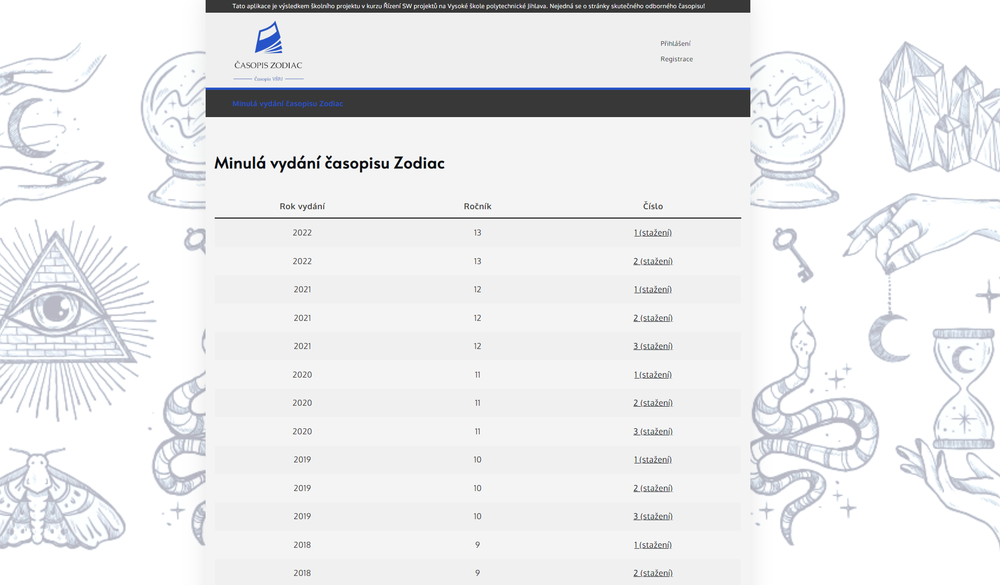 Tato aplikace je výsledkem školního projektu v kurzu Řízení SW projektů na Vysoké škole polytechnické Jihlava. Nejedná se o stránky skutečného odborného časopisu!
ČASOPIS ZODIAC
Časopis VŠPJ
Přihlášení
Registrace
Minulá vydání časopisu Zodiac
Minulá vydání časopisu Zodiac
Rok vydání Ročník Číslo
2022 13 1 (stažení)
2022 13 2 (stažení)
2021 12 1 (stažení)
2021 12 2 (stažení)
2021 12 3 (stažení)
2020 11 1 (stažení)
2020 11 2 (stažení)
2020 11 3 (stažení)
2019 10 1 (stažení)
2019 10 2 (stažení)
2019 10 3 (stažení)
2018 9 1 (stažení)
2018 9 2 (stažení)